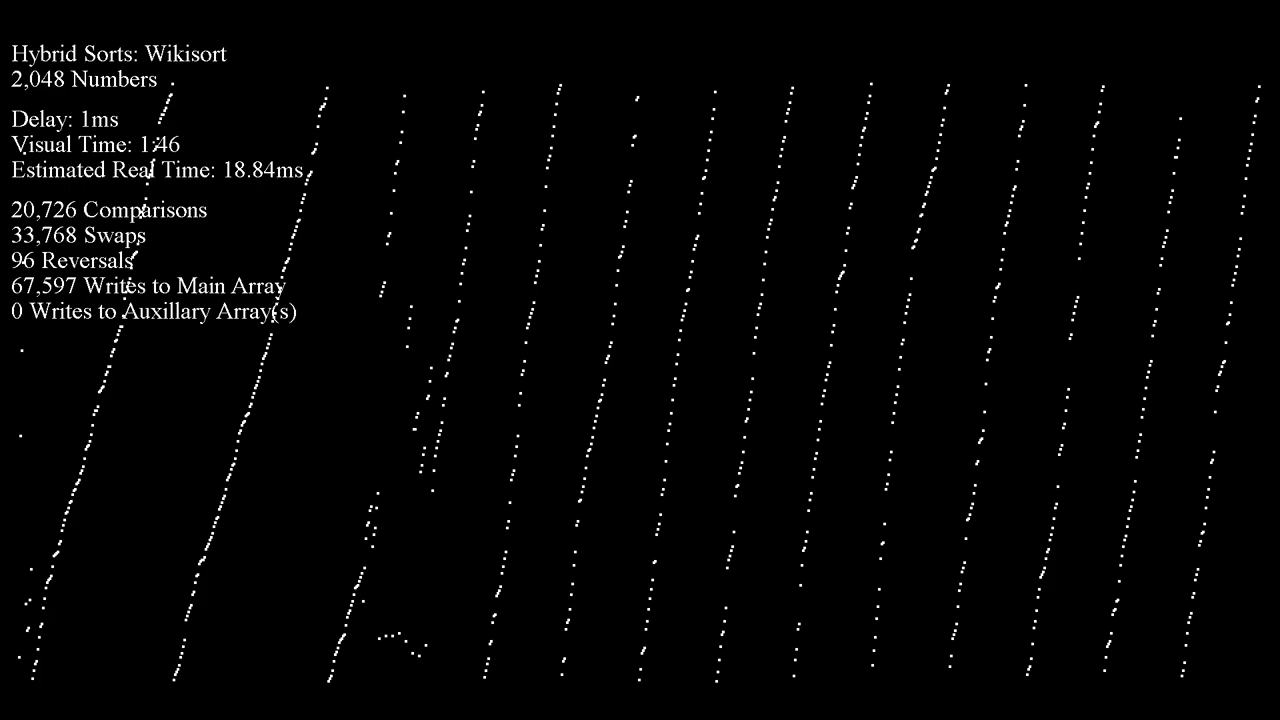 Hybrid Sorts: Wikisort
2,048 Numbers
Delay: 1ms
Visual Time: 1:46
Estimated Real Time: 18.84ms
20,726 Comparisons
33,768 Swaps
96 Reversals
67,597 Writes to Main Array
0 Writes to Auxillary Array(s)